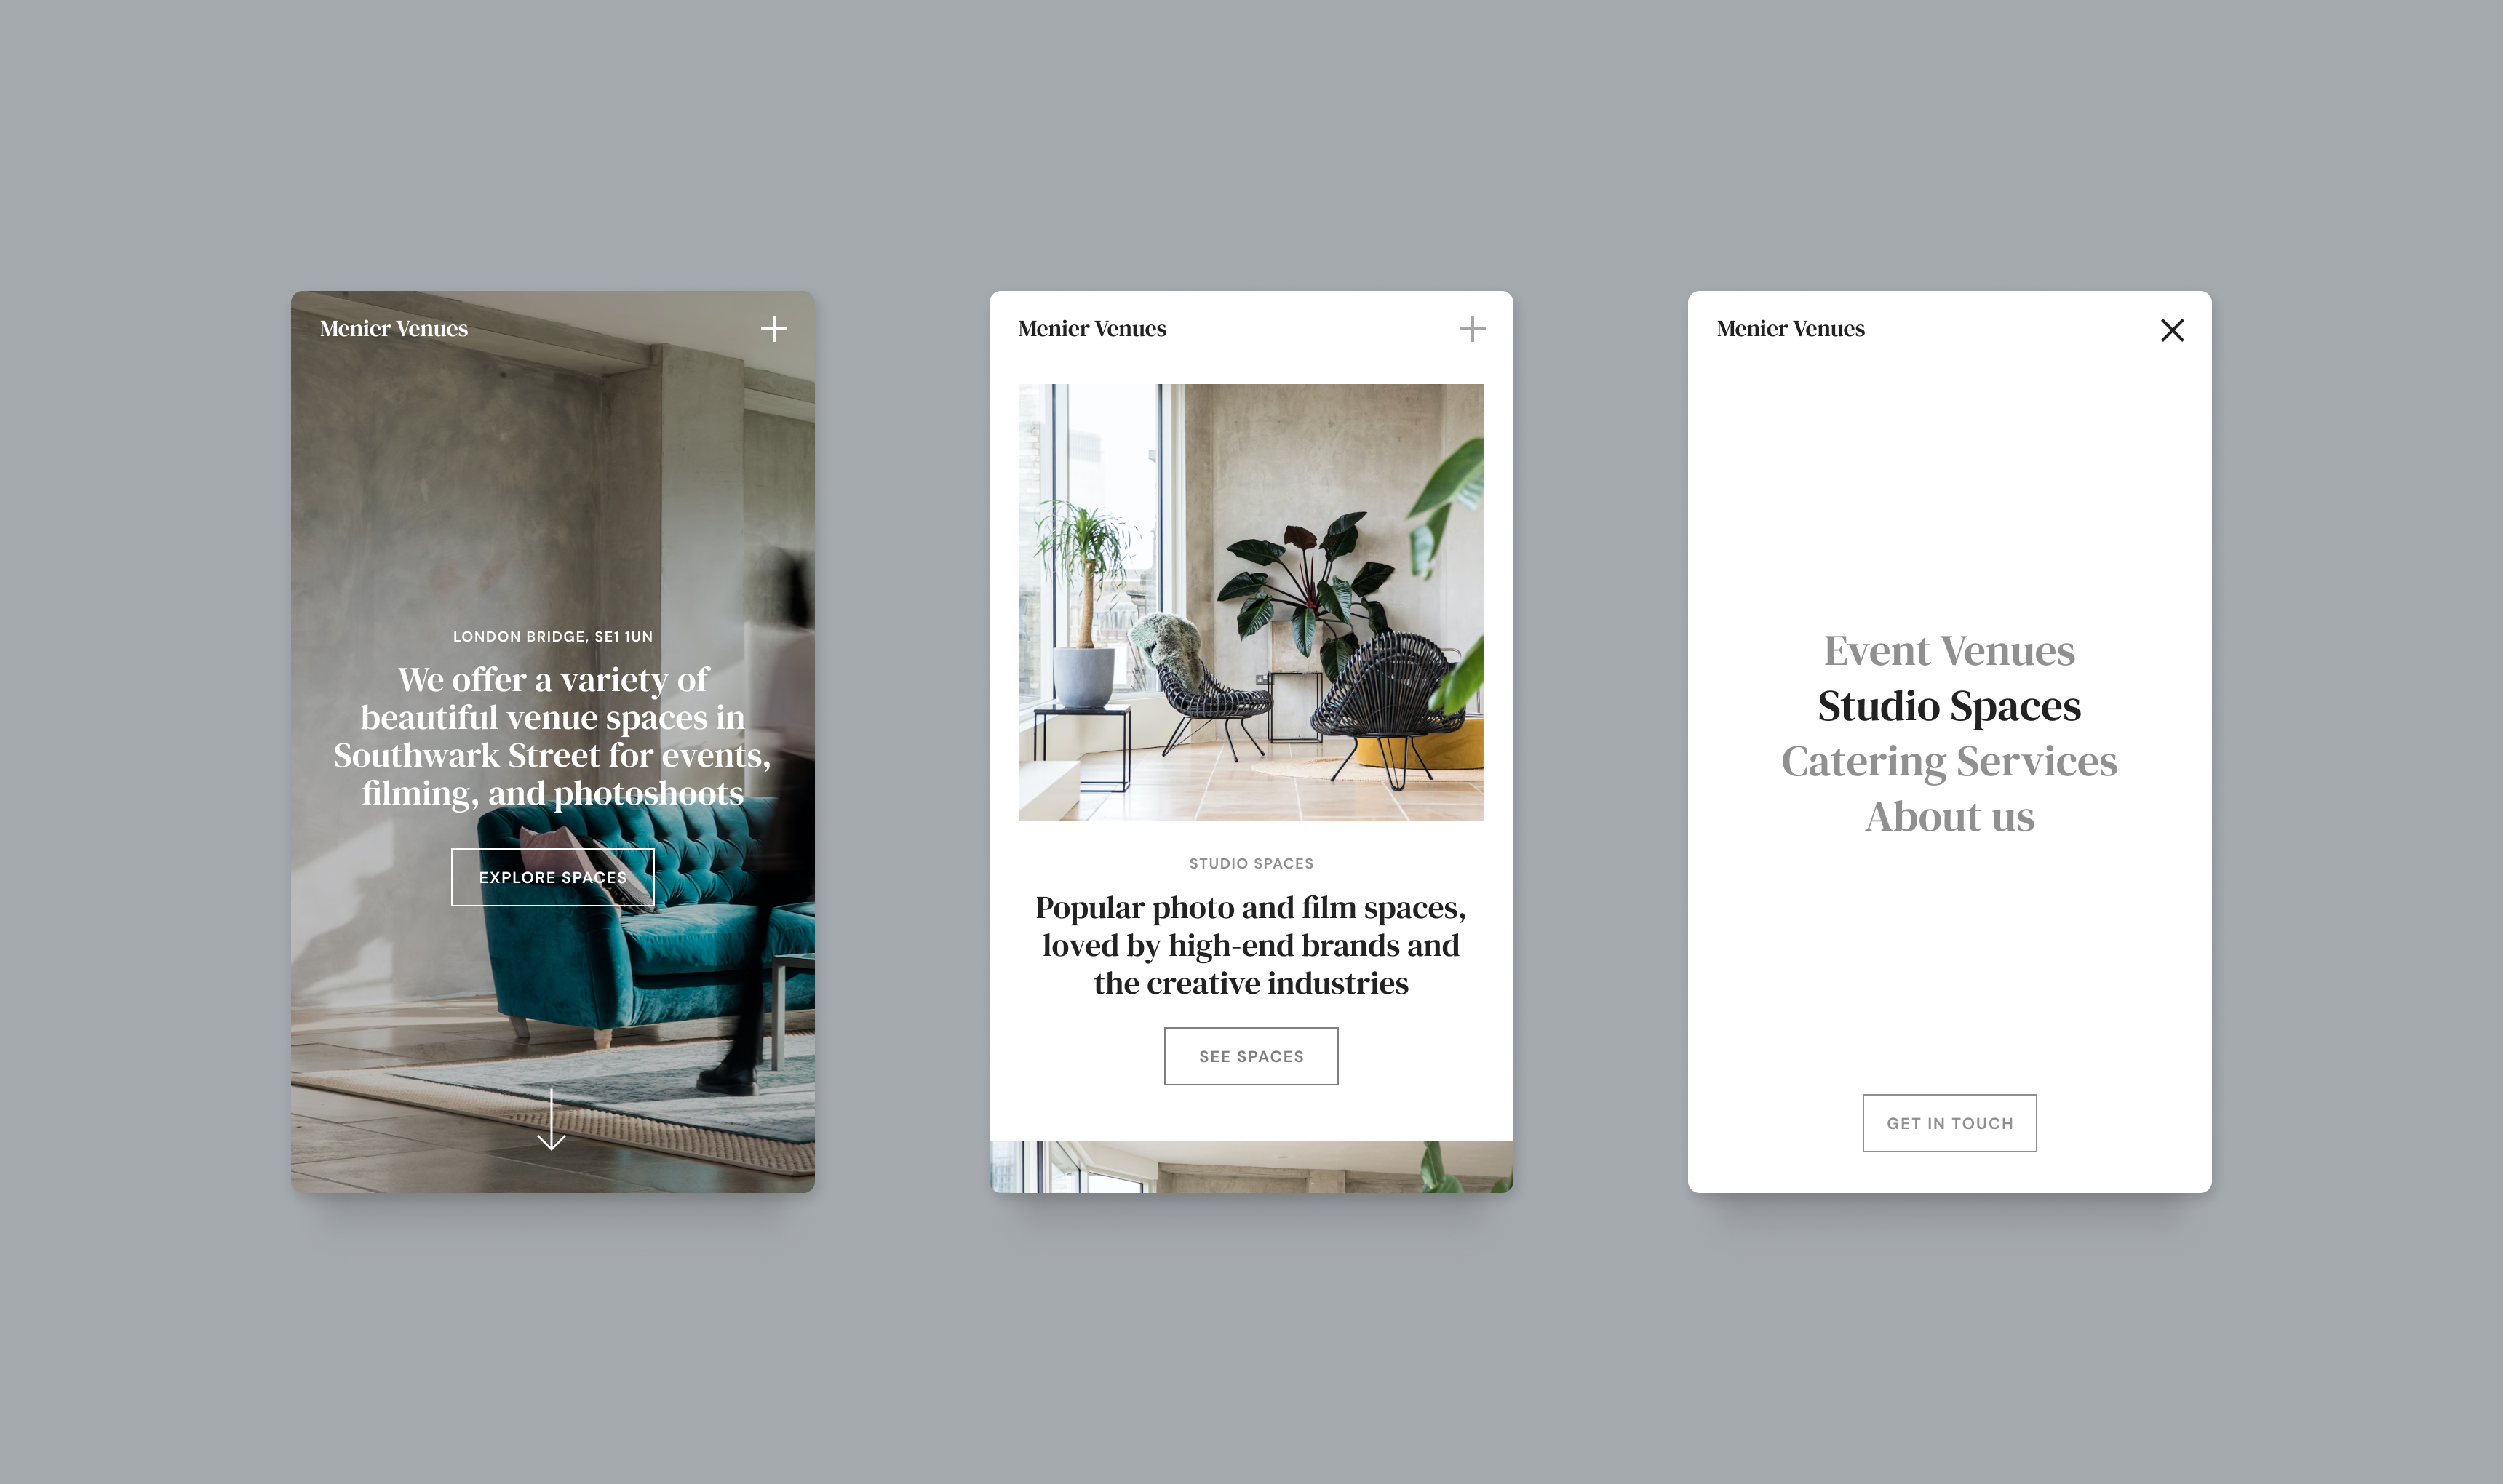 Menier Venues
LONDON BRIDGE, SE1 1UN
We offer a variety of
beautiful venue spaces in
Southwark Street for events,
filming, and photoshoots
EXPLORE SPACES
Menier Venues
STUDIO SPACES
Popular photo and film spaces,
loved by high-end brands and
the creative industries
SEE SPACES
Menier Venues
Event Venues
Studio Spaces
Catering Services
About us
GET IN TOUCH